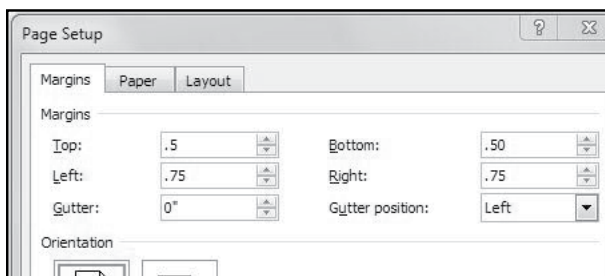 Page Setup
Margins Paper Layout
Margins
Top: .5 Bottom: .50
Left: .75 Right: .75
Gutter: 0" Gutter position: Left
Orientation